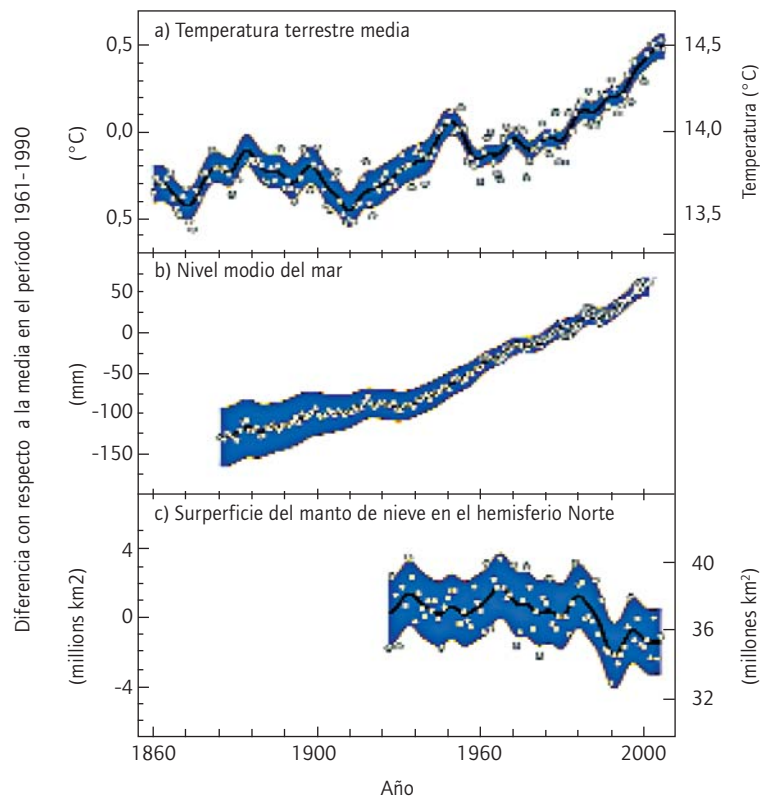 Diferencia con respecto a la media en el período 1961-1990
a) Temperatura terrestre media
(°C)
0,5
0,0
0,5
Temperatura (°C)
14,5
14,0
13,5
b) Nivel modio del mar
(mm)
50
0
-50
-100
-150
c) Surperficie del manto de nieve en el hemisferio Norte
(millions km2)
4
0
-4
(millones km²)
40
36
32
1860
1900
1960
2000
Año